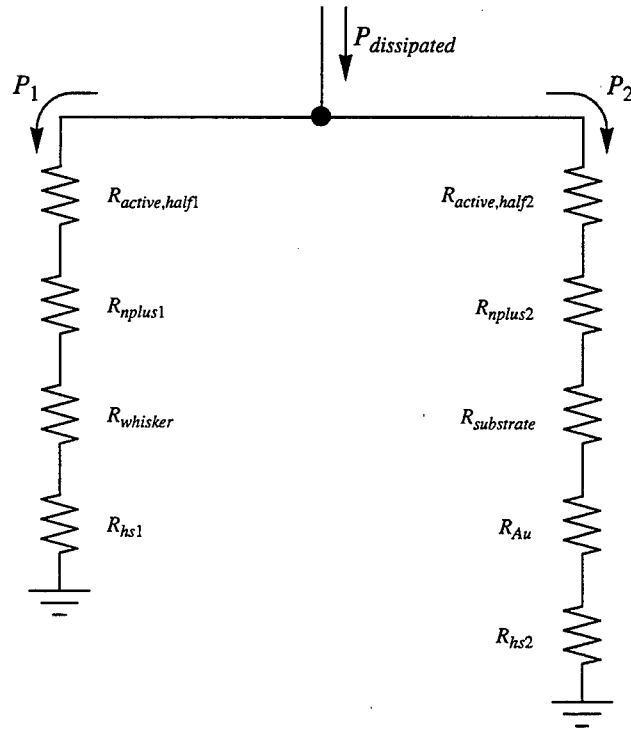 P_dissipated
P_1
P_2
R_active,half1
R_active,half2
R_nplus1
R_nplus2
R_whisker
R_substrate
R_hs1
R_Au
R_hs2